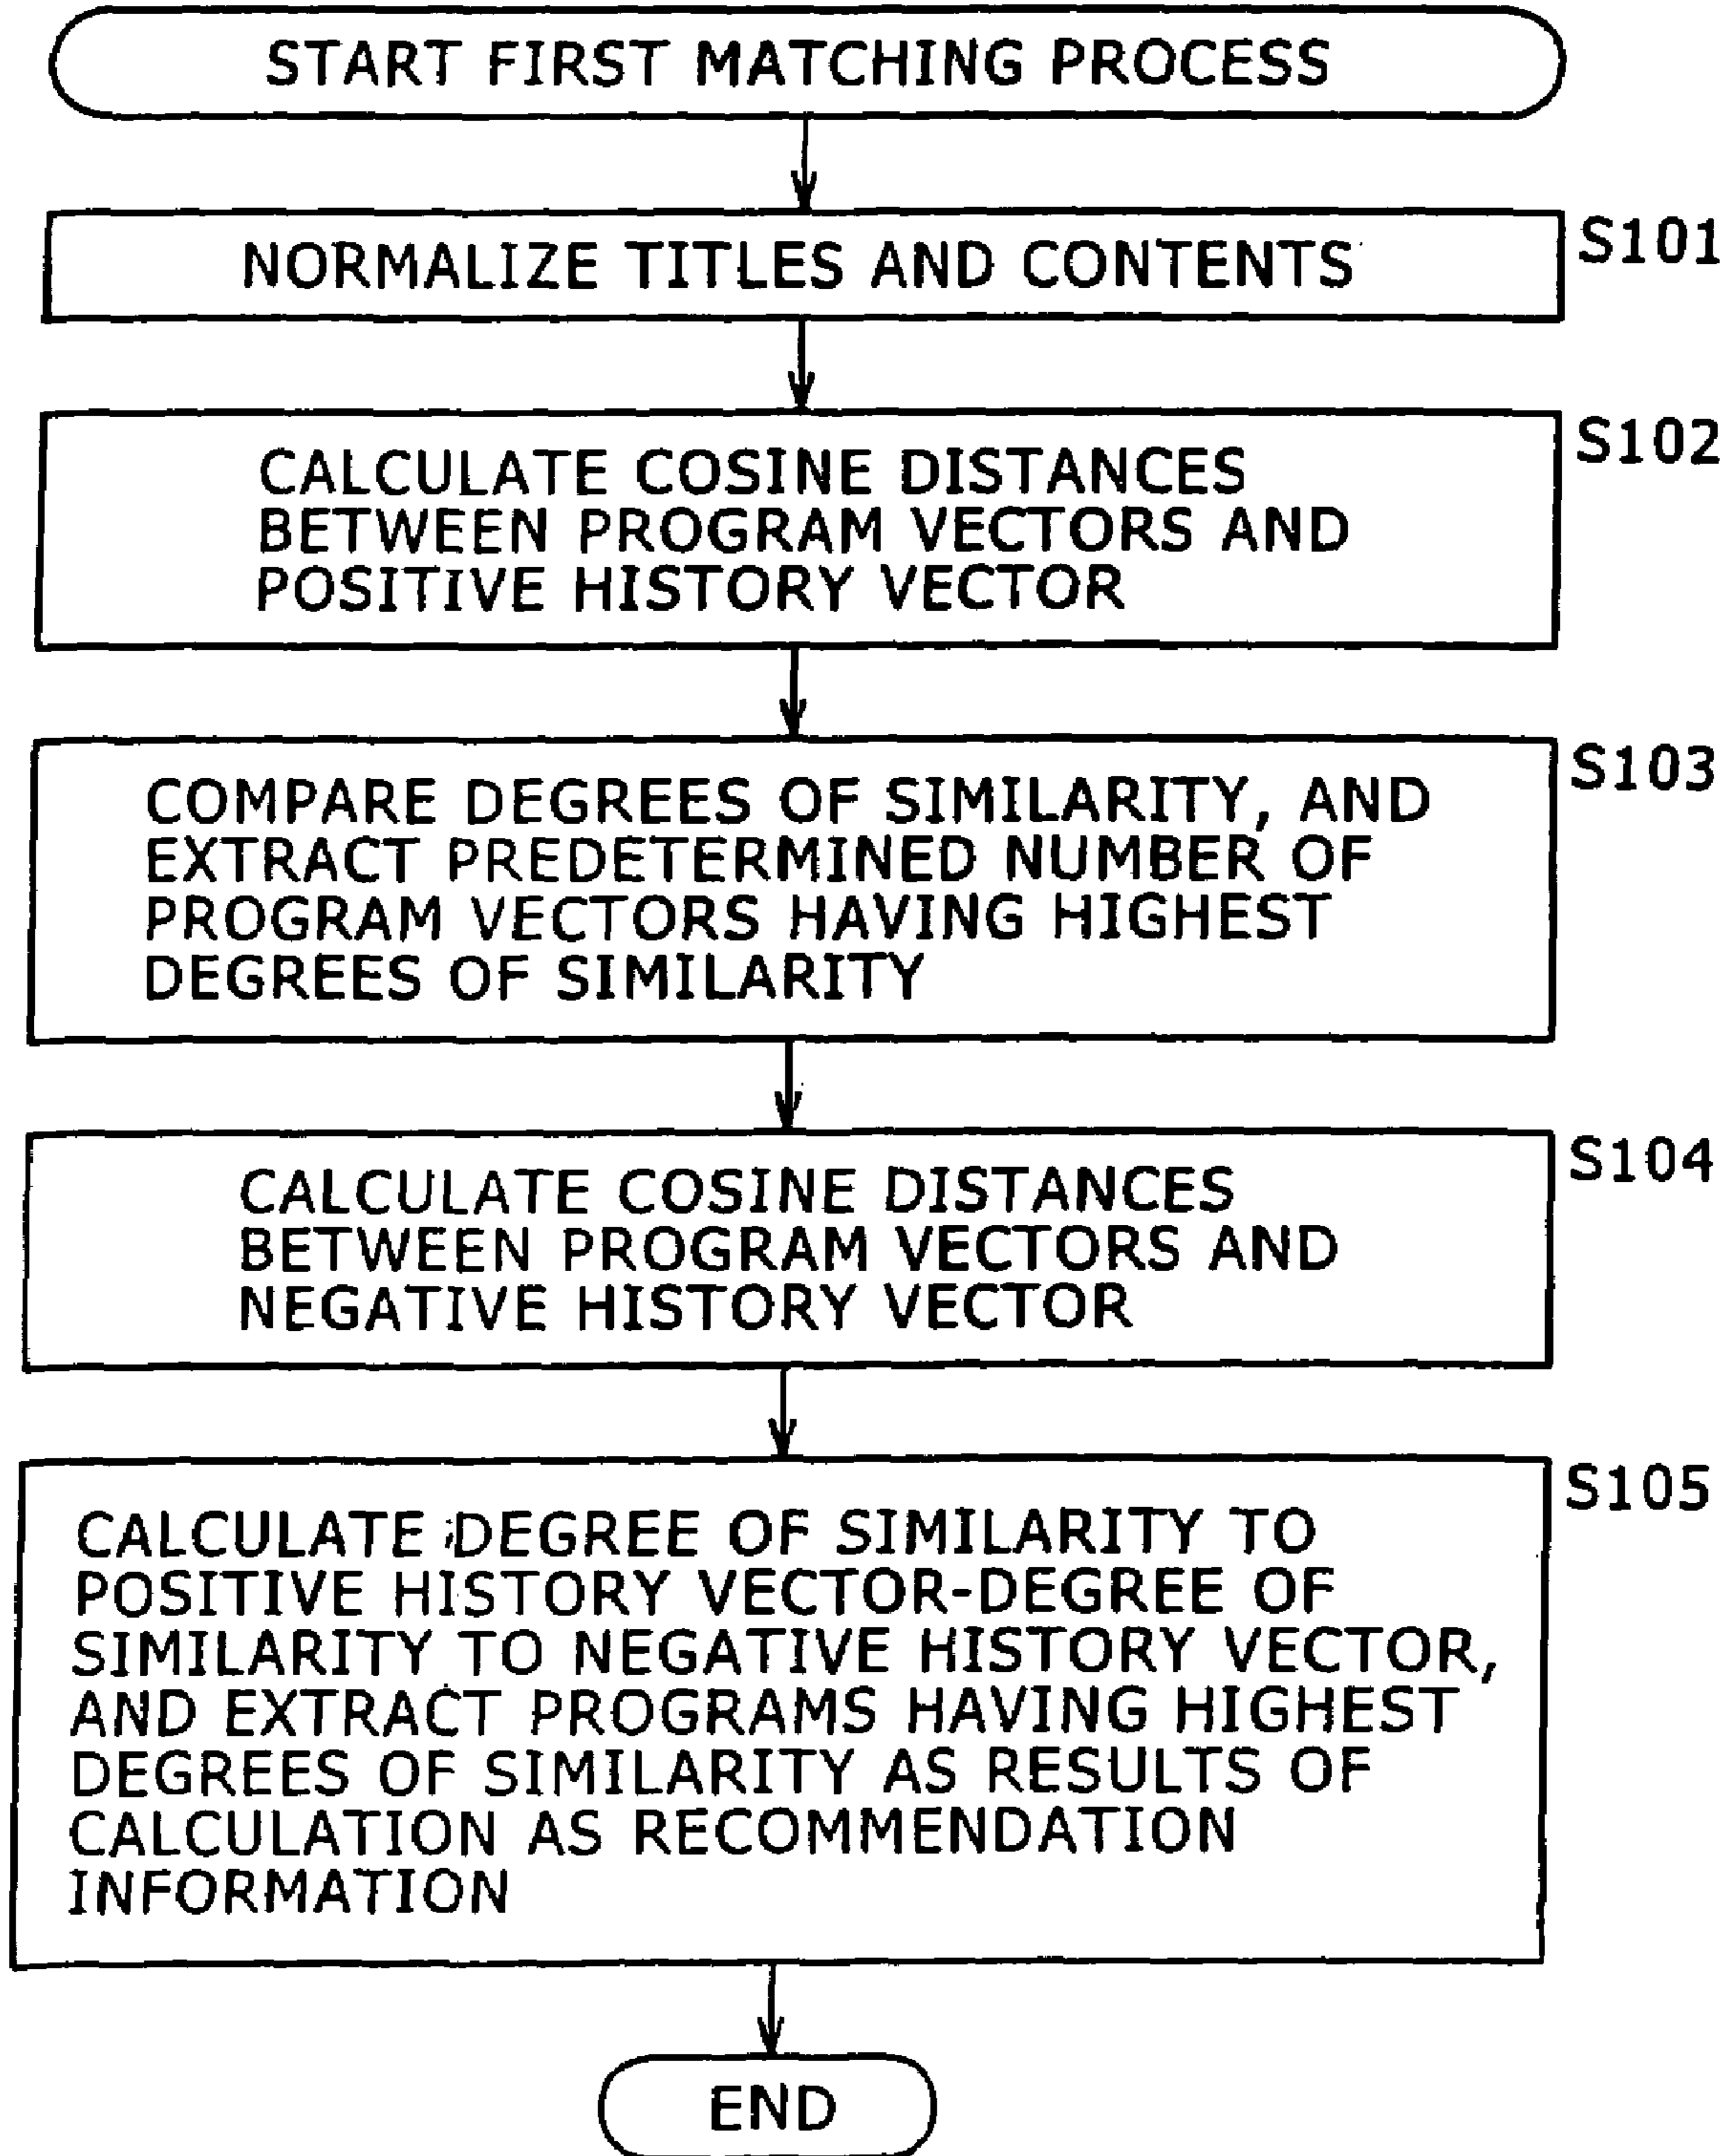 START FIRST MATCHING PROCESS
S101
NORMALIZE TITLES AND CONTENTS
S102
CALCULATE COSINE DISTANCES
BETWEEN PROGRAM VECTORS AND
POSITIVE HISTORY VECTOR
S103
COMPARE DEGREES OF SIMILARITY, AND
EXTRACT PREDETERMINED NUMBER OF
PROGRAM VECTORS HAVING HIGHEST
DEGREES OF SIMILARITY
S104
CALCULATE COSINE DISTANCES
BETWEEN PROGRAM VECTORS AND
NEGATIVE HISTORY VECTOR
S105
CALCULATE DEGREE OF SIMILARITY TO
POSITIVE HISTORY VECTOR-DEGREE OF
SIMILARITY TO NEGATIVE HISTORY VECTOR,
AND EXTRACT PROGRAMS HAVING HIGHEST
DEGREES OF SIMILARITY AS RESULTS OF
CALCULATION AS RECOMMENDATION
INFORMATION
END